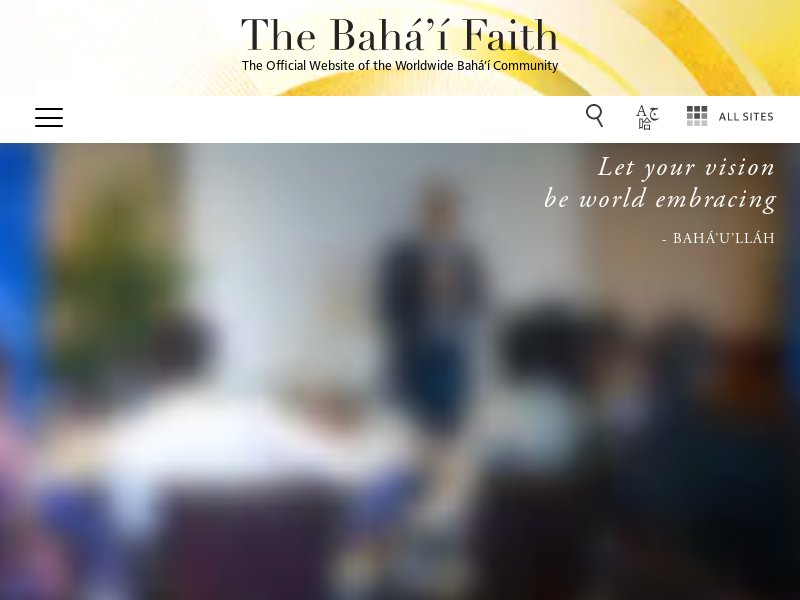 The Bahá’í Faith
The Official Website of the Worldwide Bahá’í Community
A ج
哈
ALL SITES
Let your vision
be world embracing
- BAHÁ’U’LLÁH